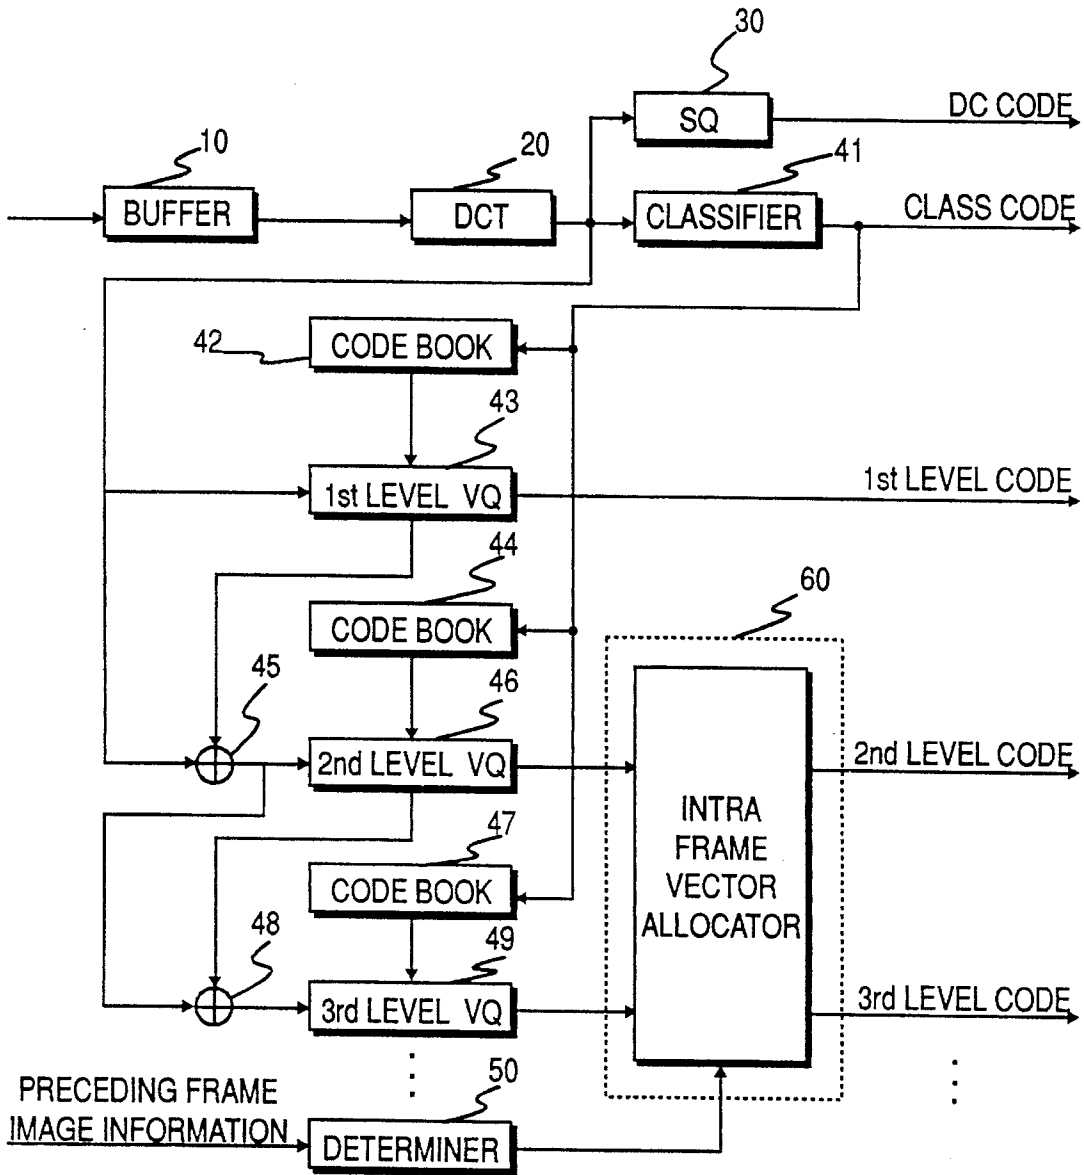 30
SQ
DC CODE
10
BUFFER
20
DCT
41
CLASSIFIER
CLASS CODE
42
CODE BOOK
43
1st LEVEL VQ
1st LEVEL CODE
44
CODE BOOK
60
45
46
2nd LEVEL VQ
2nd LEVEL CODE
INTRA
FRAME
VECTOR
ALLOCATOR
47
CODE BOOK
48
49
3rd LEVEL VQ
3rd LEVEL CODE
PRECEDING FRAME
IMAGE INFORMATION
50
DETERMINER